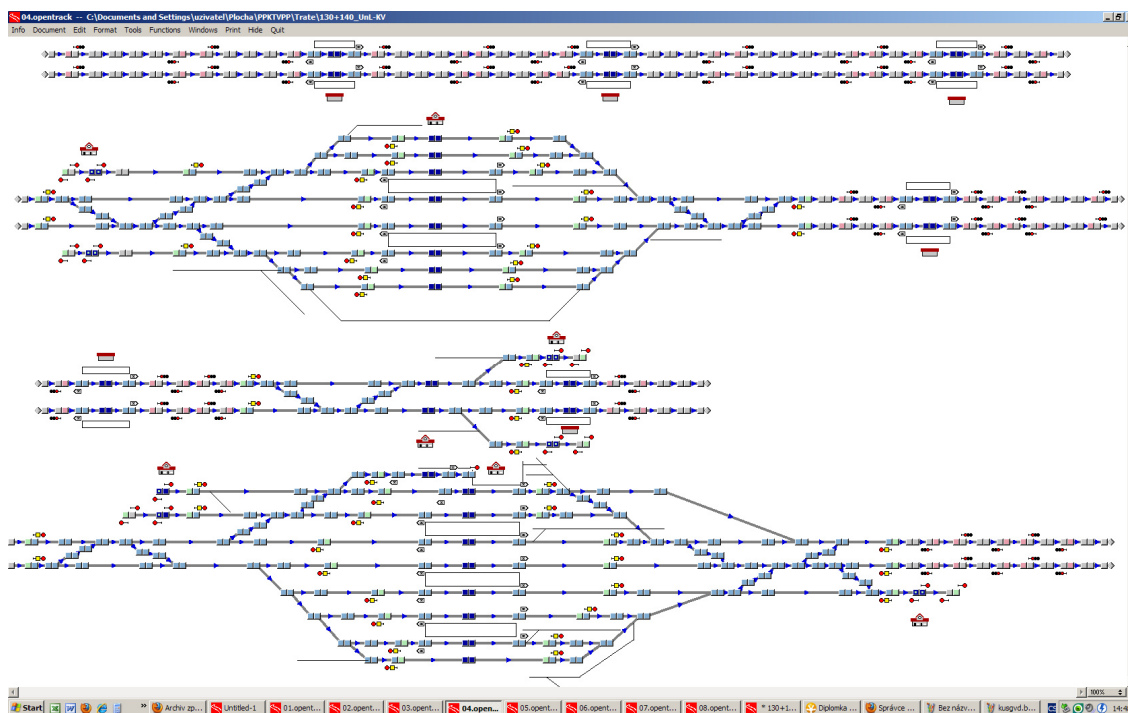 04.opentrack -- C:\Documents and Settings\uzivatel\Plocha\PPKTVPP\Trate\130+140_UnL-KV
Info Document Edit Format Tools Functions Windows Print Hide Quit
100%
Start » Archiv zp... Untitled-1 01.opent... 02.opent... 03.opent... 04.open... 05.opent... 06.opent... 07.opent... 08.opent... * 130+1... Diplomka ... Správce ... Bez názv... kusgvd.b... CS